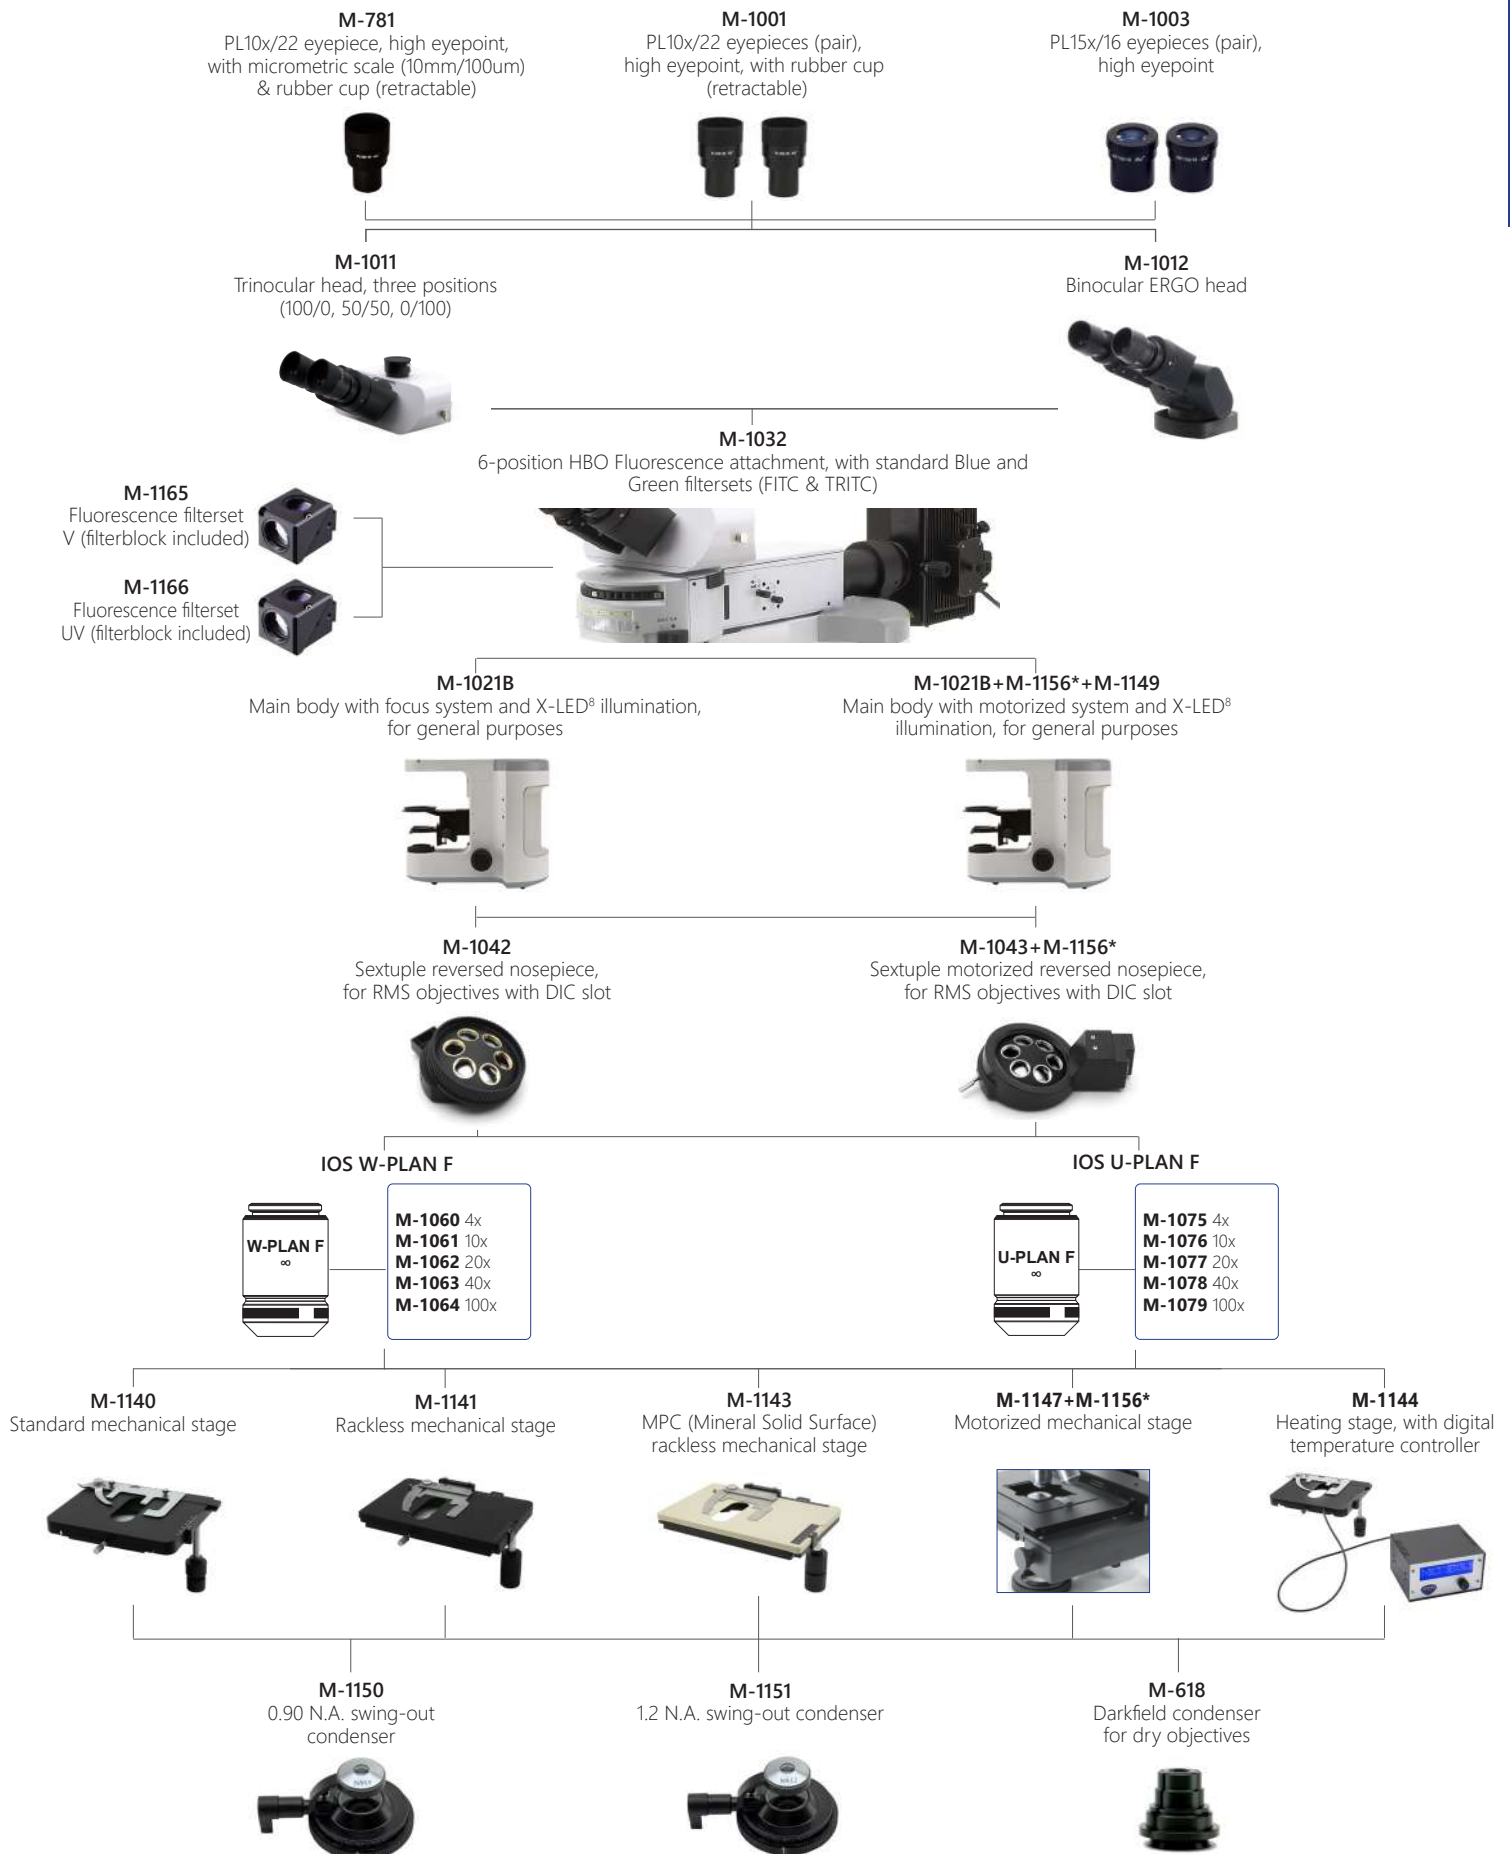 M-781
PL10x/22 eyepiece, high eyepoint,
with micrometric scale (10mm/100um)
& rubber cup (retractable)
M-1001
PL10x/22 eyepieces (pair),
high eyepoint, with rubber cup
(retractable)
M-1003
PL15x/16 eyepieces (pair),
high eyepoint
M-1011
Trinocular head, three positions
(100/0, 50/50, 0/100)
M-1012
Binocular ERGO head
M-1032
6-position HBO Fluorescence attachment, with standard Blue and
Green filtersets (FITC & TRITC)
M-1165
Fluorescence filterset
V (filterblock included)
M-1166
Fluorescence filterset
UV (filterblock included)
M-1021B
Main body with focus system and X-LED⁸ illumination,
for general purposes
M-1021B+M-1156*+M-1149
Main body with motorized system and X-LED⁸
illumination, for general purposes
M-1042
Sextuple reversed nosepiece,
for RMS objectives with DIC slot
M-1043+M-1156*
Sextuple motorized reversed nosepiece,
for RMS objectives with DIC slot
IOS W-PLAN F
W-PLAN F
∞
M-1060 4x
M-1061 10x
M-1062 20x
M-1063 40x
M-1064 100x
IOS U-PLAN F
U-PLAN F
∞
M-1075 4x
M-1076 10x
M-1077 20x
M-1078 40x
M-1079 100x
M-1140
Standard mechanical stage
M-1141
Rackless mechanical stage
M-1143
MPC (Mineral Solid Surface)
rackless mechanical stage
M-1147+M-1156*
Motorized mechanical stage
M-1144
Heating stage, with digital
temperature controller
M-1150
0.90 N.A. swing-out
condenser
M-1151
1.2 N.A. swing-out condenser
M-618
Darkfield condenser
for dry objectives